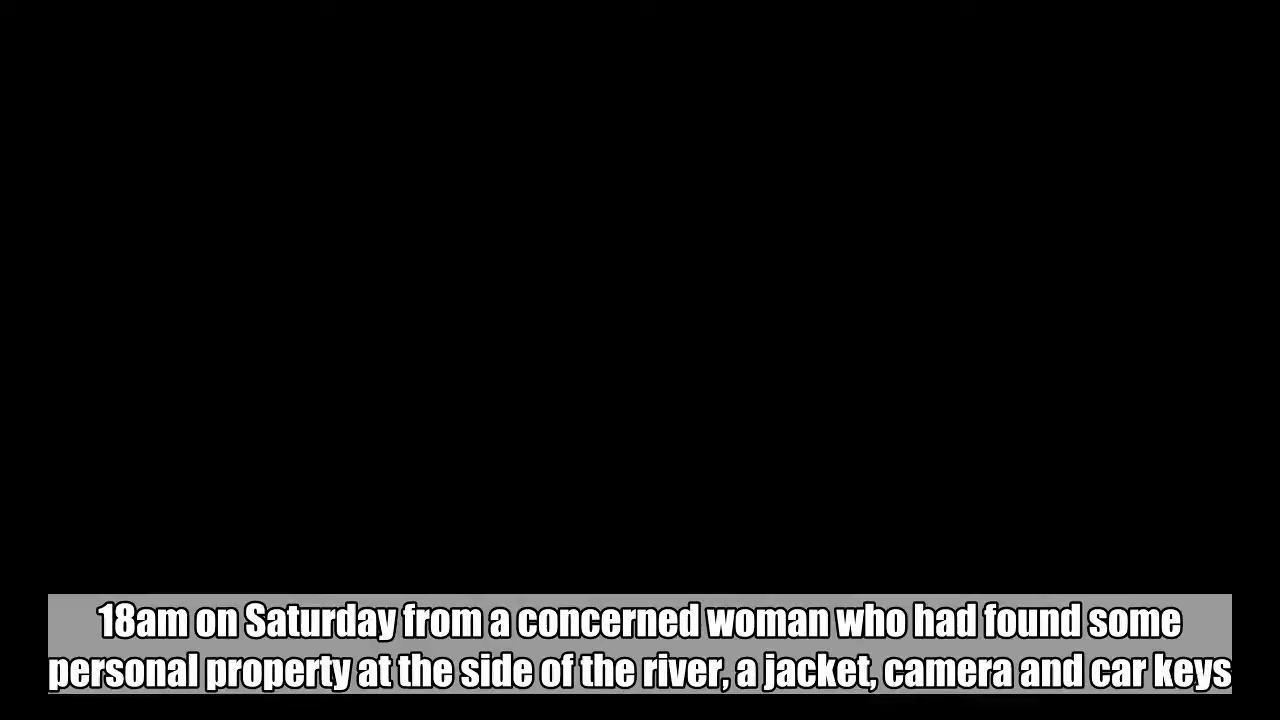 18am on Saturday from a concerned woman who had found some
personal property at the side of the river, a jacket, camera and car keys